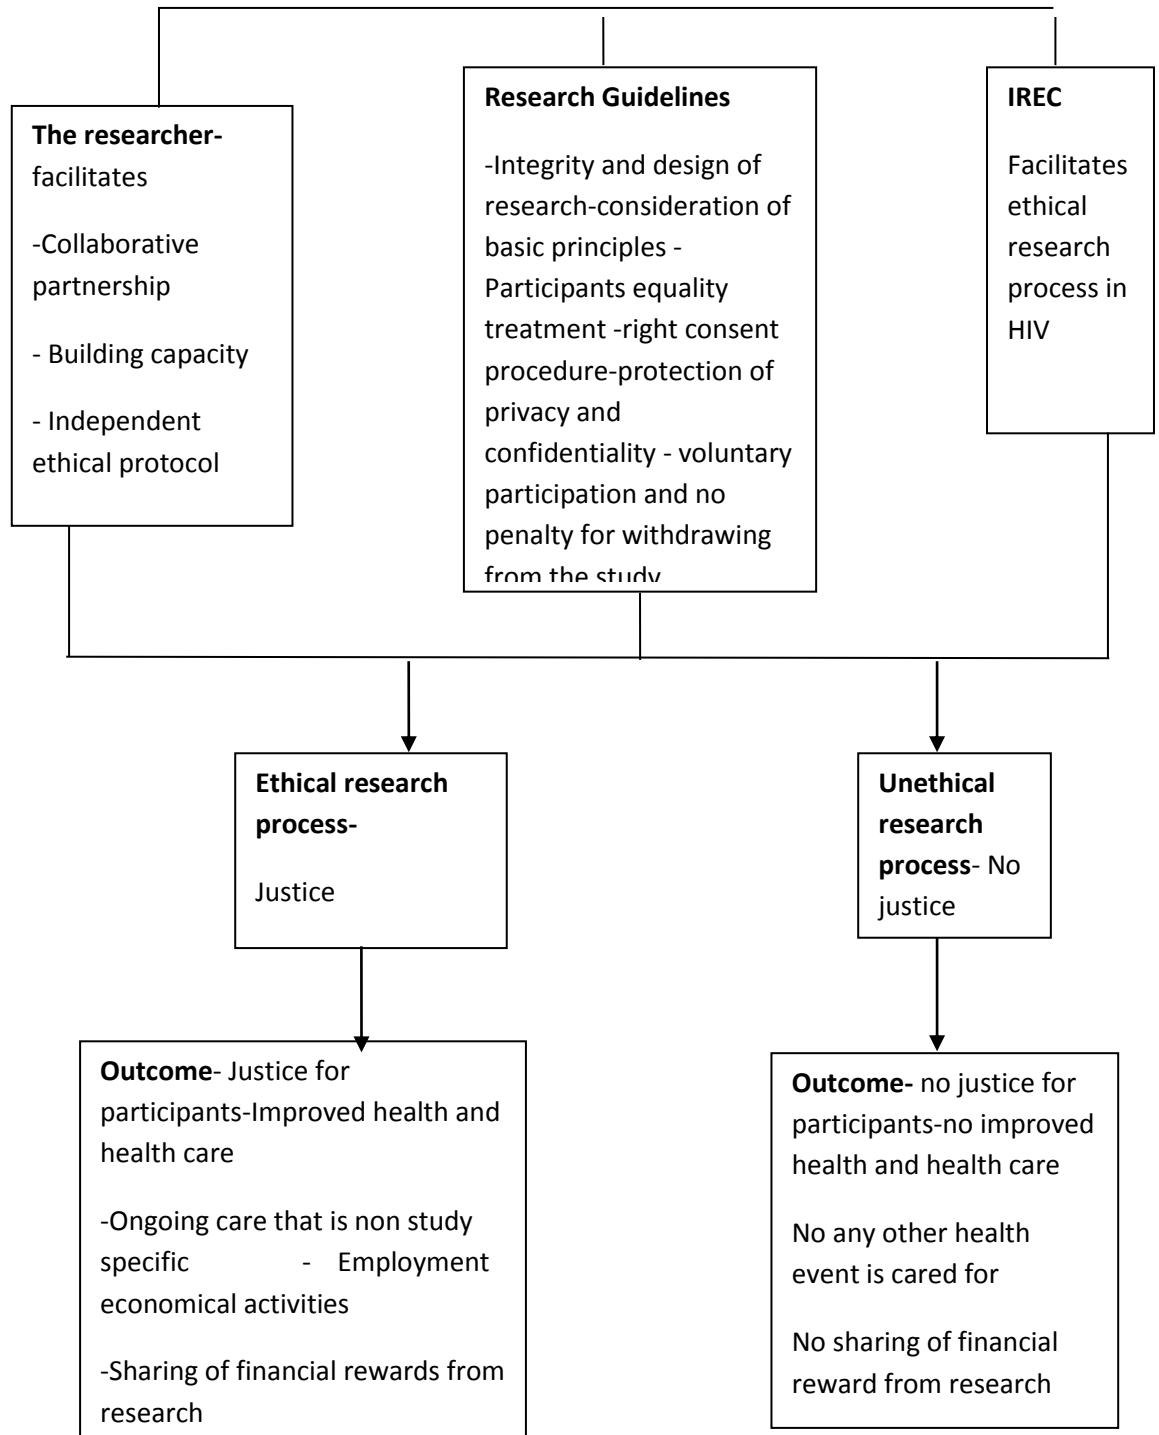 The researcher-
facilitates
-Collaborative
partnership
- Building capacity
- Independent
ethical protocol
Research Guidelines
-Integrity and design of
research-consideration of
basic principles -
Participants equality
treatment -right consent
procedure-protection of
privacy and
confidentiality - voluntary
participation and no
penalty for withdrawing
from the study
IREC
Facilitates
ethical
research
process in
HIV
Ethical research
process-
Justice
Unethical
research
process- No
justice
Outcome- Justice for
participants-Improved health and
health care
-Ongoing care that is non study
specific - Employment
economical activities
-Sharing of financial rewards from
research
Outcome- no justice for
participants-no improved
health and health care
No any other health
event is cared for
No sharing of financial
reward from research